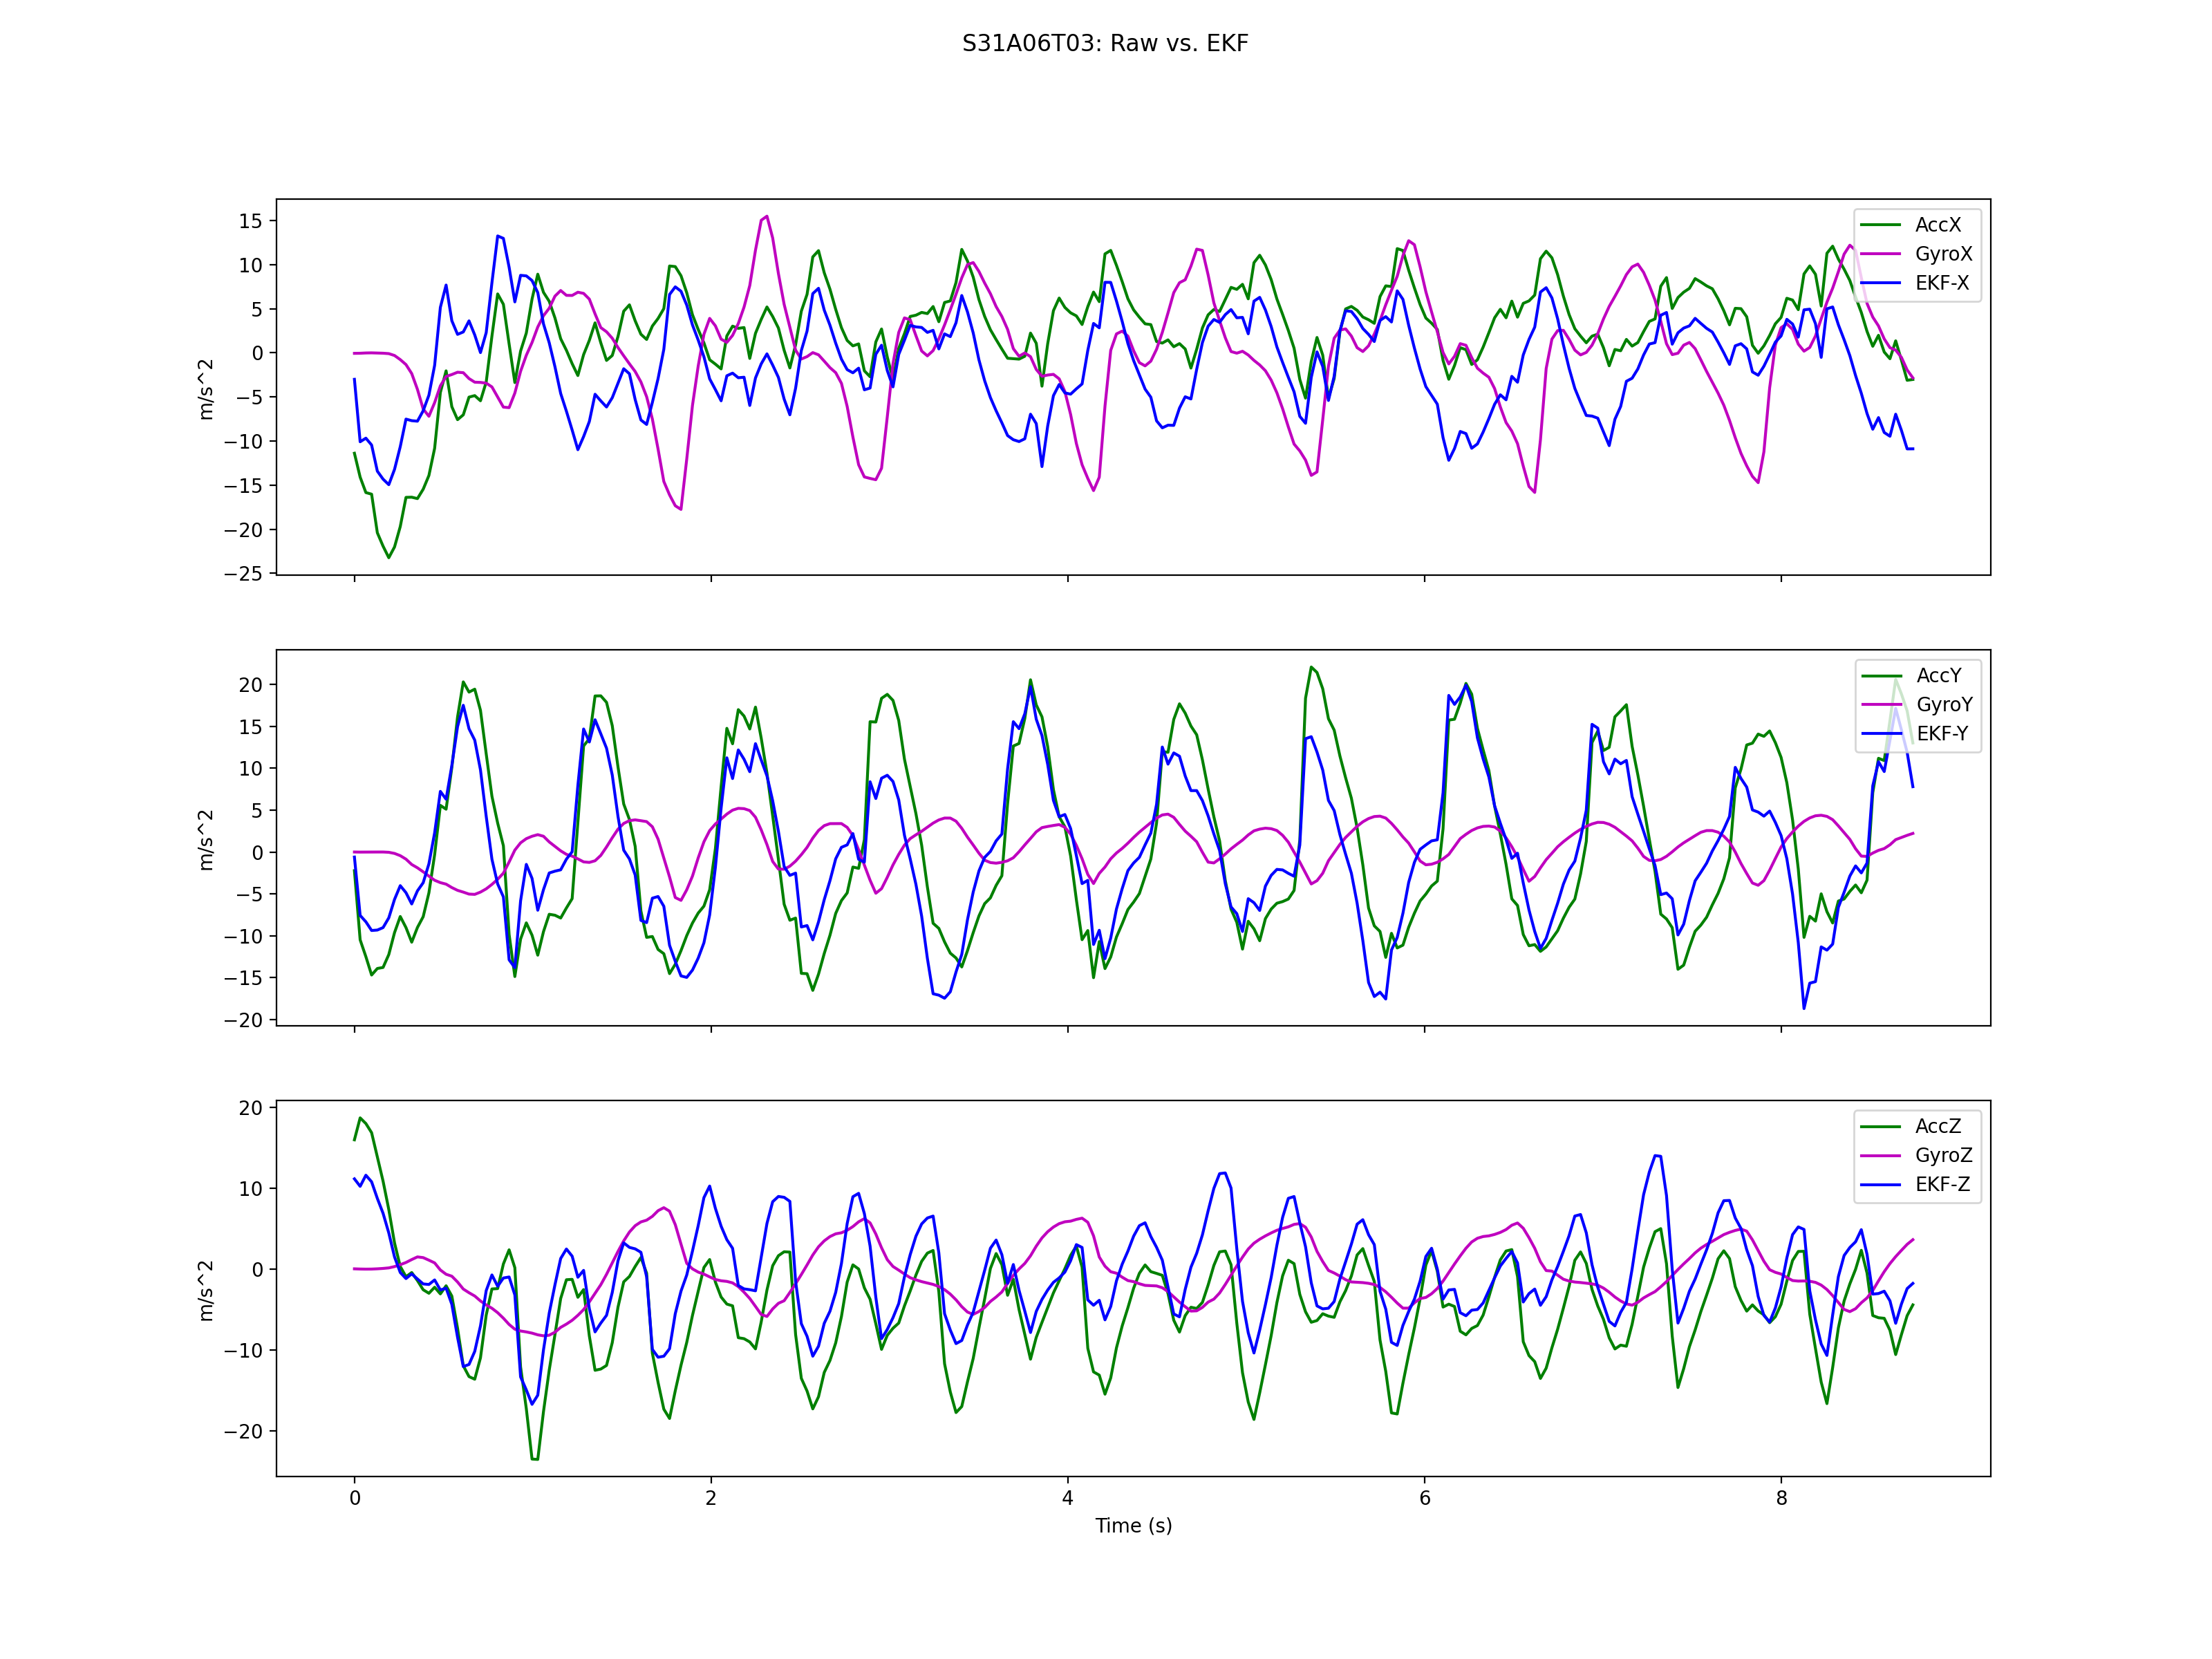 S31A06T03: Raw vs. EKF
15
10
5
0
−5
−10
−15
−20
−25
m/s^2
AccX
GyroX
EKF-X
20
15
10
5
0
−5
−10
−15
−20
m/s^2
AccY
GyroY
EKF-Y
20
10
0
−10
−20
m/s^2
AccZ
GyroZ
EKF-Z
0 2 4 6 8
Time (s)